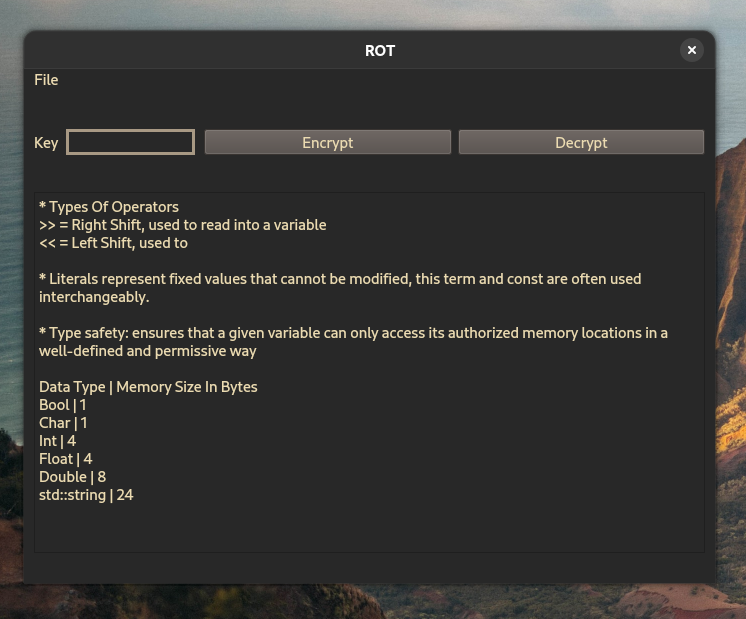 ROT
File
Key
Encrypt
Decrypt
* Types Of Operators
>> = Right Shift, used to read into a variable
<< = Left Shift, used to
* Literals represent fixed values that cannot be modified, this term and const are often used
interchangeably.
* Type safety: ensures that a given variable can only access its authorized memory locations in a
well-defined and permissive way
Data Type | Memory Size In Bytes
Bool | 1
Char | 1
Int | 4
Float | 4
Double | 8
std::string | 24